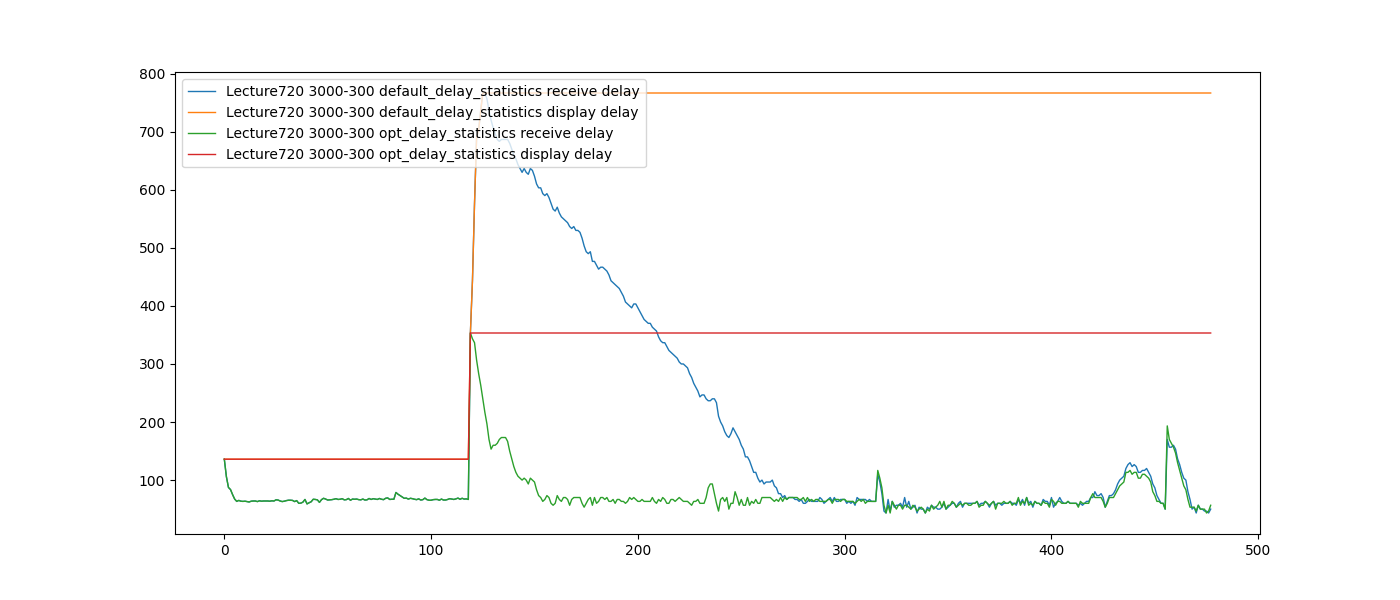 800
700
600
500
400
300
200
100
Lecture720 3000-300 default_delay_statistics receive delay
Lecture720 3000-300 default_delay_statistics display delay
Lecture720 3000-300 opt_delay_statistics receive delay
Lecture720 3000-300 opt_delay_statistics display delay
0 100 200 300 400 500